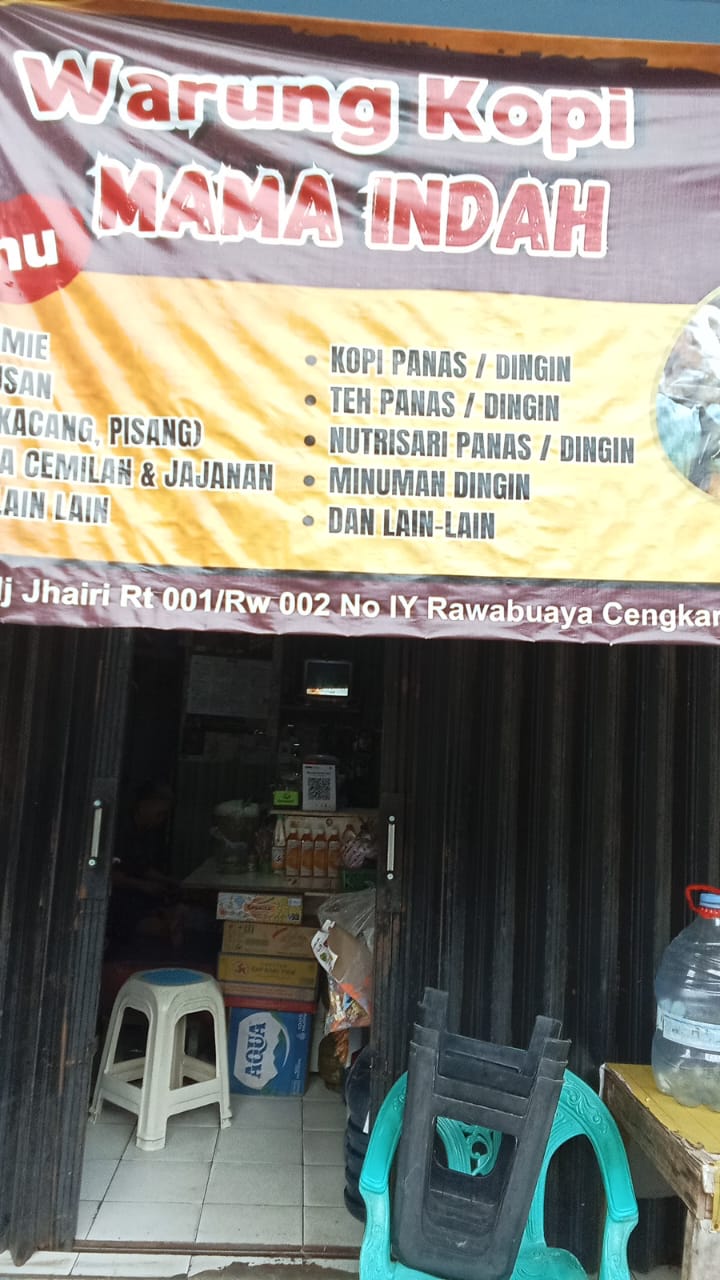 Warung Kopi
MAMA INDAH
nu
MIE
USAN
KACANG, PISANG)
A CEMILAN & JAJANAN
LAIN LAIN
• KOPI PANAS / DINGIN
• TEH PANAS / DINGIN
• NUTRISARI PANAS / DINGIN
• MINUMAN DINGIN
• DAN LAIN-LAIN
Hj Jhairi Rt 001/Rw 002 No IY Rawabuaya Cengkar
AQUA